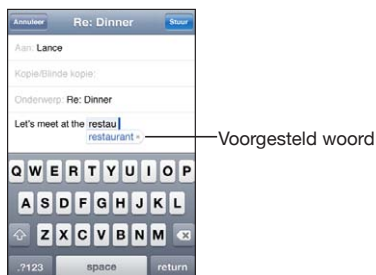 Annuleer Re: Dinner Stuur
Aan: Lance
Kopie/Blinde kopie:
Onderwerp: Re: Dinner
Let's meet at the restau
restaurant ×
Voorgesteld woord
Q W E R T Y U I O P
A S D F G H J K L
Z X C V B N M
.?123 space return